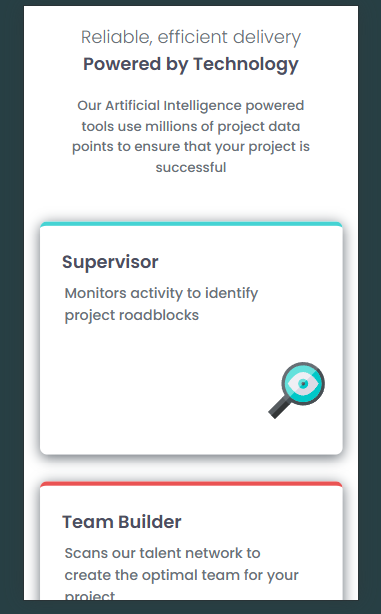 Reliable, efficient delivery
Powered by Technology
Our Artificial Intelligence powered
tools use millions of project data
points to ensure that your project is
successful
Supervisor
Monitors activity to identify
project roadblocks
Team Builder
Scans our talent network to
create the optimal team for your
project